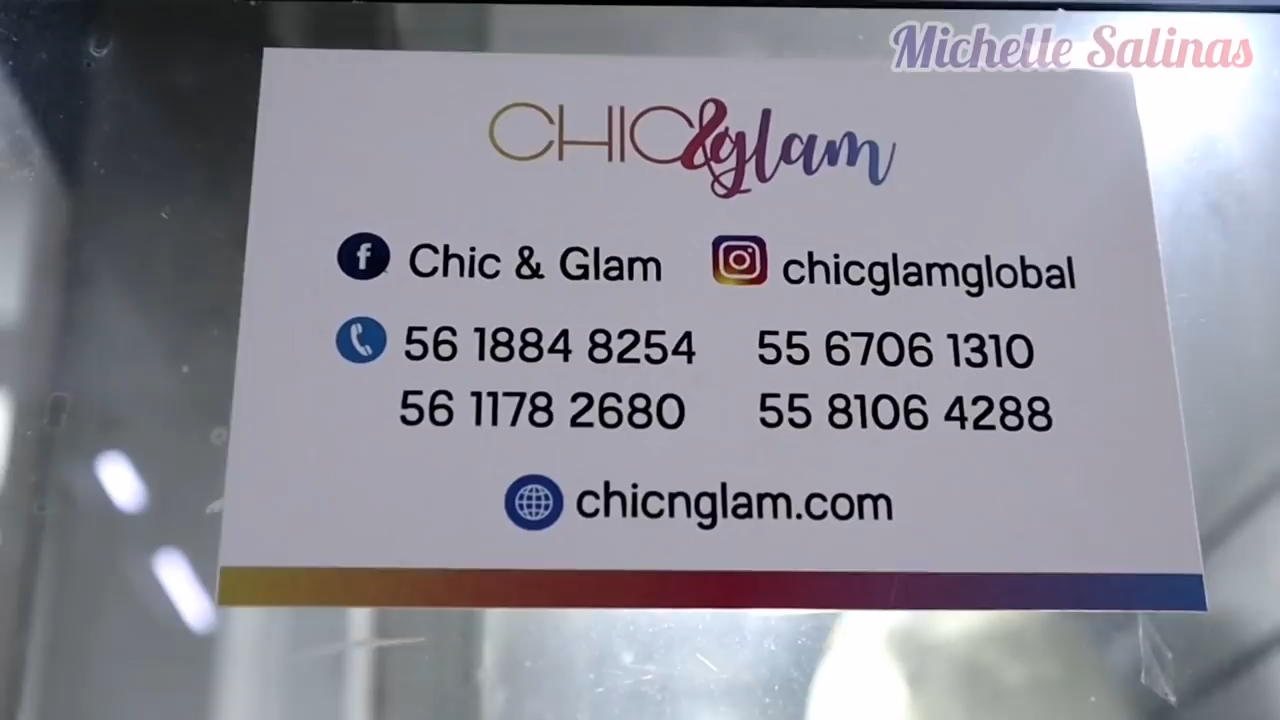 Michelle Salinas
CHIC&glam
Chic & Glam chicglamglobal
56 1884 8254 55 6706 1310
56 1178 2680 55 8106 4288
chicnglam.com